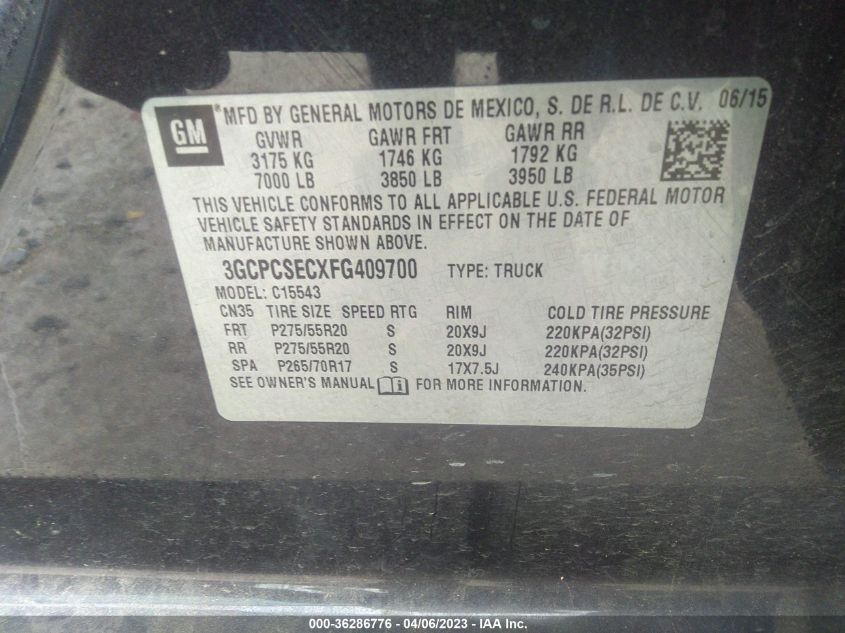 GM
® MFD BY GENERAL MOTORS DE MEXICO, S. DE R.L. DE C.V. 06/15
GVWR GAWR FRT GAWR RR
3175 KG 1746 KG 1792 KG
7000 LB 3850 LB 3950 LB
THIS VEHICLE CONFORMS TO ALL APPLICABLE U.S. FEDERAL MOTOR
VEHICLE SAFETY STANDARDS IN EFFECT ON THE DATE OF
MANUFACTURE SHOWN ABOVE.
3GCPCSECXFG409700 TYPE: TRUCK
MODEL: C15543
CN35 TIRE SIZE SPEED RTG RIM COLD TIRE PRESSURE
FRT P275/55R20 S 20X9J 220KPA(32PSI)
RR P275/55R20 S 20X9J 220KPA(32PSI)
SPA P265/70R17 S 17X7.5J 240KPA(35PSI)
SEE OWNER'S MANUAL FOR MORE INFORMATION.
000-36286776 - 04/06/2023 - IAA Inc.